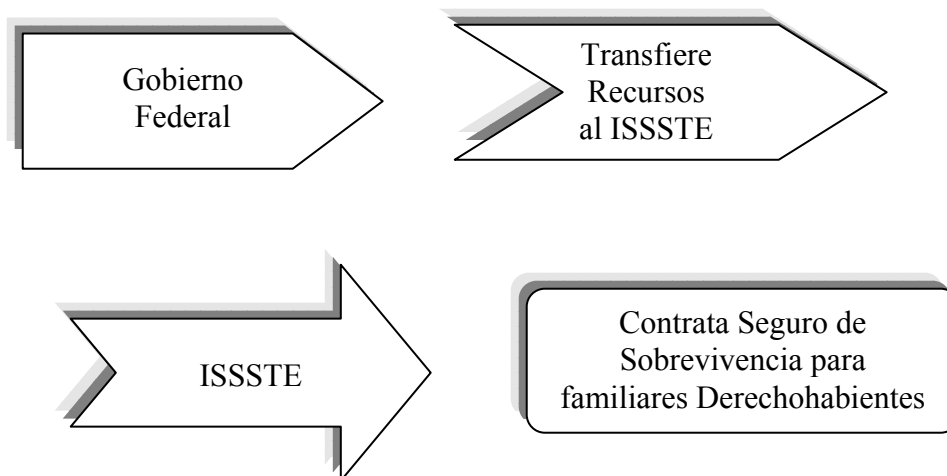 Gobierno
Federal
Transfiere
Recursos
al ISSSTE
ISSSTE
Contrata Seguro de
Sobrevivencia para
familiares Derechohabientes